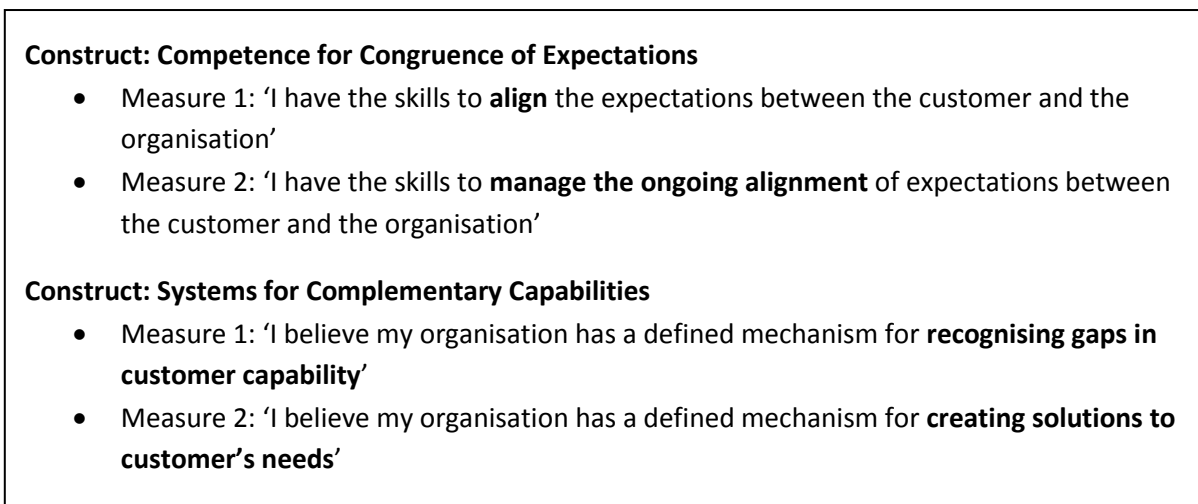 Construct: Competence for Congruence of Expectations
• Measure 1: ‘I have the skills to align the expectations between the customer and the
organisation’
• Measure 2: ‘I have the skills to manage the ongoing alignment of expectations between
the customer and the organisation’
Construct: Systems for Complementary Capabilities
• Measure 1: ‘I believe my organisation has a defined mechanism for recognising gaps in
customer capability’
• Measure 2: ‘I believe my organisation has a defined mechanism for creating solutions to
customer’s needs’